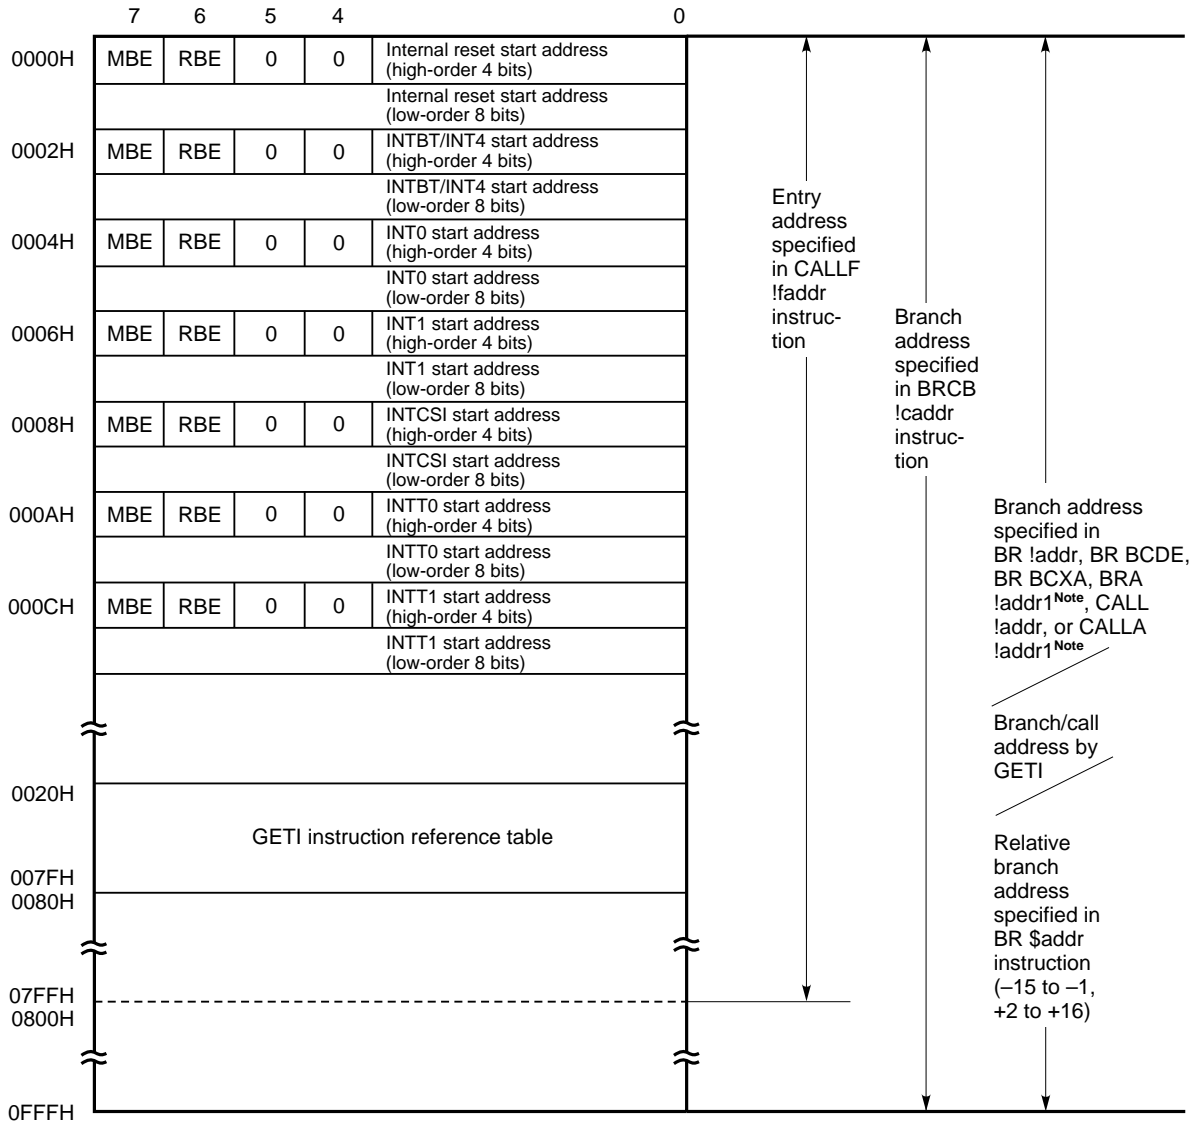 7 6 5 4 0
0000H MBE RBE 0 0 Internal reset start address
(high-order 4 bits)
Internal reset start address
(low-order 8 bits)
0002H MBE RBE 0 0 INTBT/INT4 start address
(high-order 4 bits)
INTBT/INT4 start address
(low-order 8 bits)
0004H MBE RBE 0 0 INT0 start address
(high-order 4 bits)
INT0 start address
(low-order 8 bits)
0006H MBE RBE 0 0 INT1 start address
(high-order 4 bits)
INT1 start address
(low-order 8 bits)
0008H MBE RBE 0 0 INTCSI start address
(high-order 4 bits)
INTCSI start address
(low-order 8 bits)
000AH MBE RBE 0 0 INTT0 start address
(high-order 4 bits)
INTT0 start address
(low-order 8 bits)
000CH MBE RBE 0 0 INTT1 start address
(high-order 4 bits)
INTT1 start address
(low-order 8 bits)
0020H
GETI instruction reference table
007FH
0080H
07FFH
0800H
0FFFH
Entry
address
specified
in CALLF
!faddr
instruc-
tion
Branch
address
specified
in BRCB
!caddr
instruc-
tion
Branch address
specified in
BR !addr, BR BCDE,
BR BCXA, BRA
!addr1Note, CALL
!addr, or CALLA
!addr1Note
Branch/call
address by
GETI
Relative
branch
address
specified in
BR $addr
instruction
(–15 to –1,
+2 to +16)